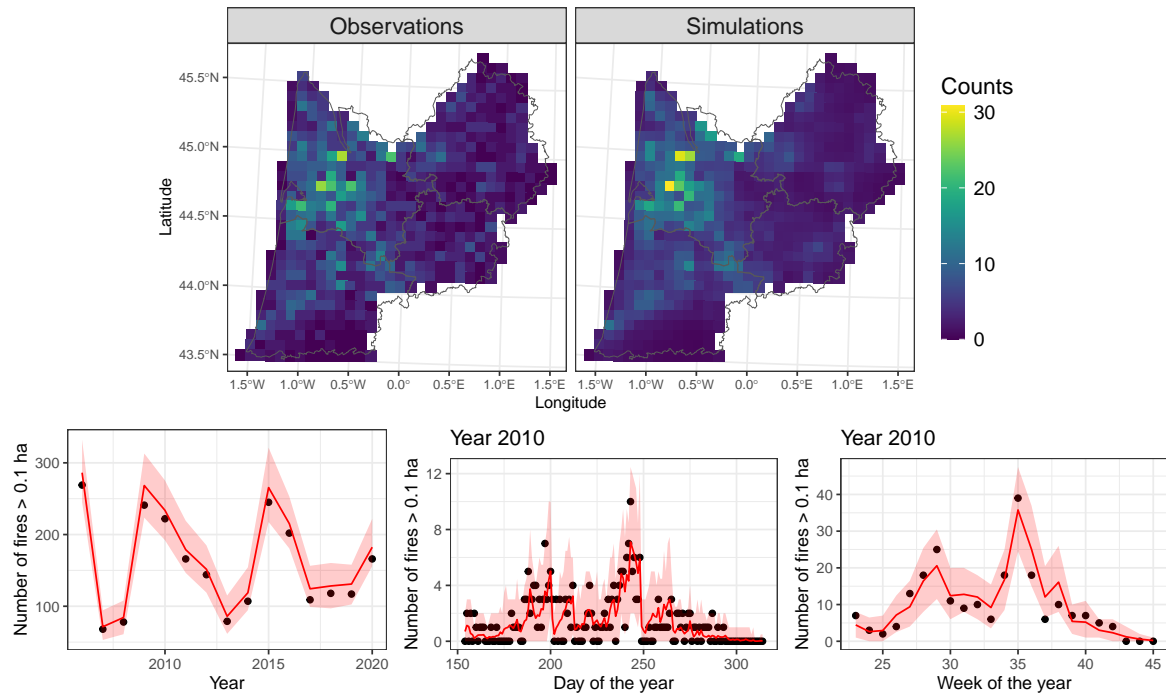 Observations Simulations
Counts
45.5°N
45.0°N
44.5°N
44.0°N
43.5°N
Latitude
30
20
10
0
1.5°W 1.0°W 0.5°W 0.0° 0.5°E 1.0°E 1.5°E 1.5°W 1.0°W 0.5°W 0.0° 0.5°E 1.0°E 1.5°E
Longitude
Number of fires > 0.1 ha
300
200
100
2010 2015 2020
Year
Year 2010
Number of fires > 0.1 ha
12
8
4
0
150 200 250 300
Day of the year
Year 2010
Number of fires > 0.1 ha
40
30
20
10
0
25 30 35 40 45
Week of the year